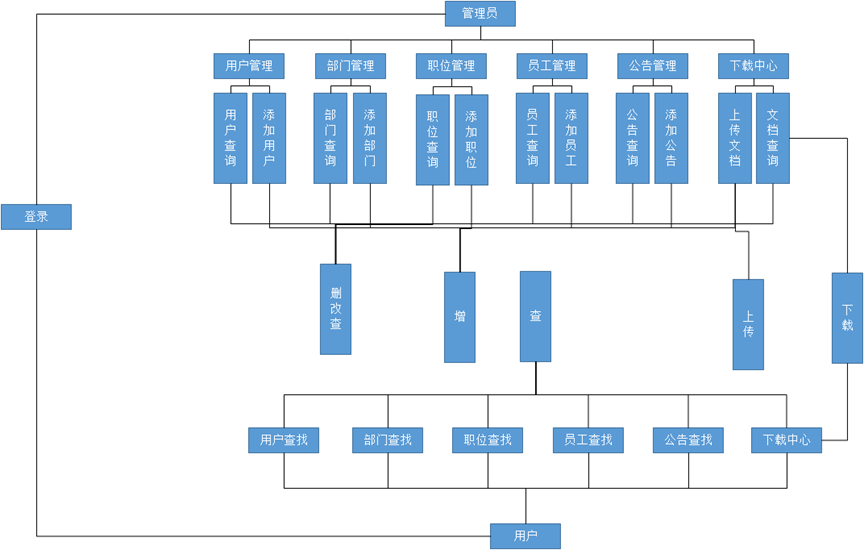 管理员
用户管理
部门管理
职位管理
员工管理
公告管理
下载中心
用户查询
添加用户
部门查询
添加部门
职位查询
添加职位
员工查询
添加员工
公告查询
添加公告
上传文档
文档查询
登录
删改查
增
查
上传
下载
用户查找
部门查找
职位查找
员工查找
公告查找
下载中心
用户